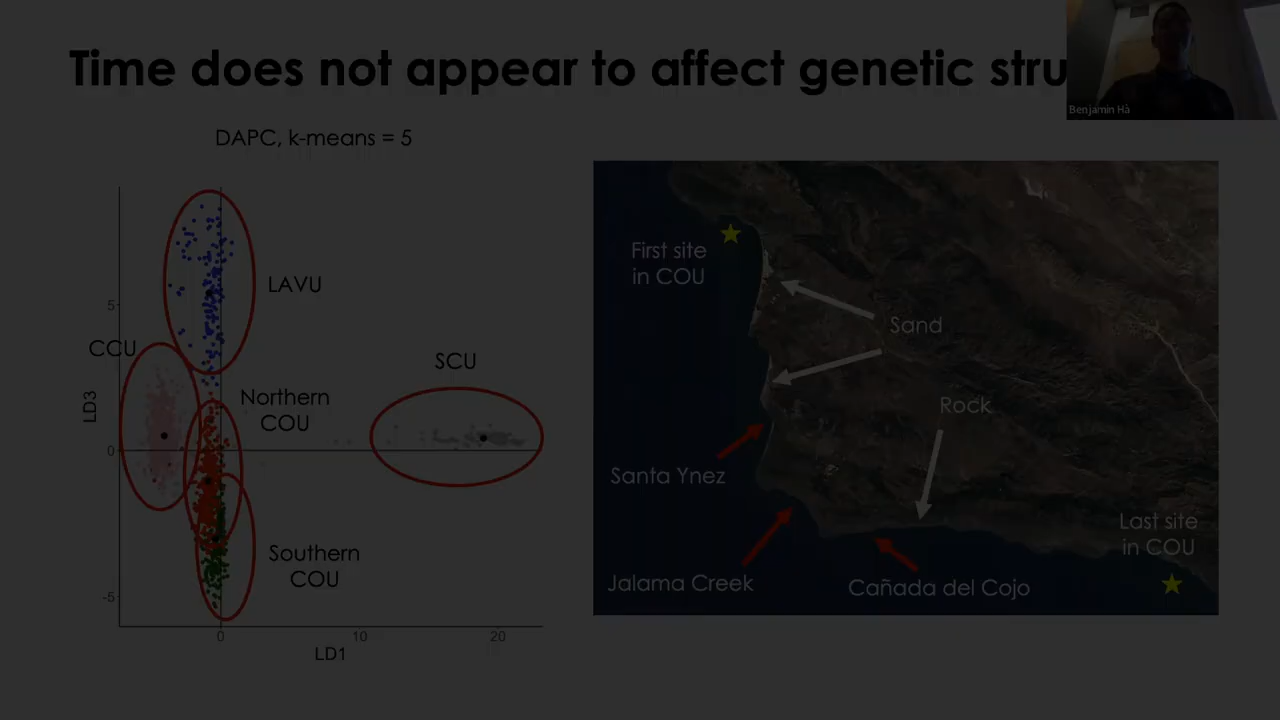 Time does not appear to affect genetic stru
Benjamin Hà
DAPC, k-means = 5
LAVU
CCU
SCU
Northern
COU
Southern
COU
LD3
5
0
-5
0
10
20
LD1
First site
in COU
Sand
Rock
Santa Ynez
Jalama Creek
Cañada del Cojo
Last site
in COU